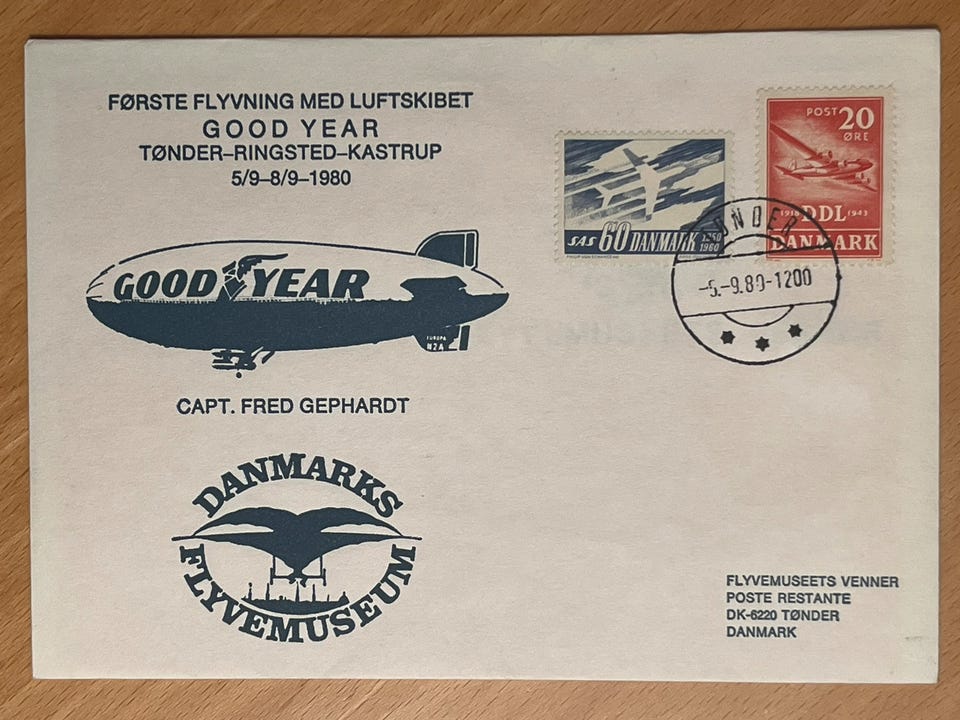 FØRSTE FLYVNING MED LUFTSKIBET
GOOD YEAR
TØNDER–RINGSTED–KASTRUP
5/9–8/9–1980
GOOD YEAR
EUROPA
N2A
CAPT. FRED GEPHARDT
DANMARKS
FLYVEMUSEUM
SAS 60 DANMARK 1950
1960
POST 20
ØRE
1918 DDL 1943
DANMARK
TØNDER
-5.-9.80-1200
FLYVEMUSEETS VENNER
POSTE RESTANTE
DK-6220 TØNDER
DANMARK